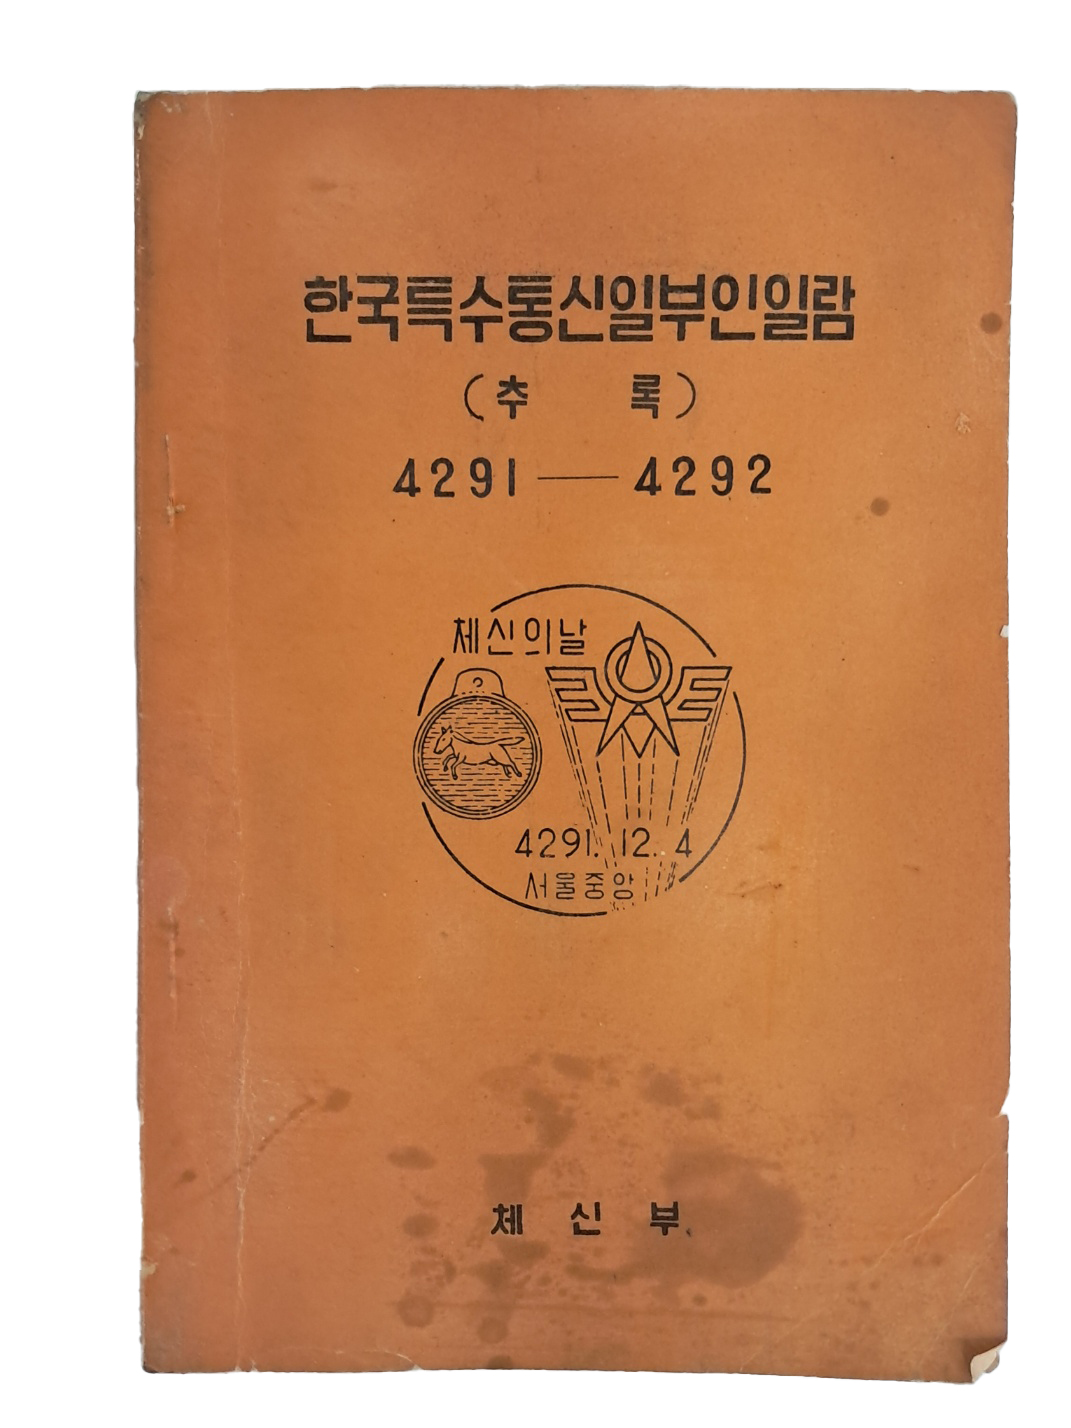 한국특수통신일부인일람
(추 록)
4291 — 4292
체신의날
4291. 12. 4
서울중앙
체 신 부